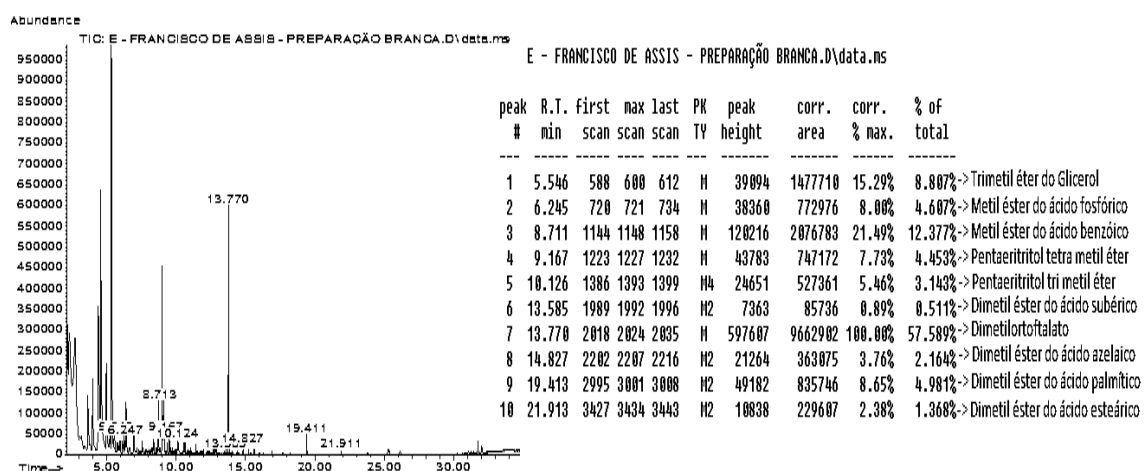 Abundance
TIC: E - FRANCISCO DE ASSIS - PREPARAÇÃO BRANCA.D\data.ms
950000
900000
850000
800000
750000
700000
650000
600000
550000
500000
450000
400000
350000
300000
250000
200000
150000
100000
50000
0
Time-->
5.00
10.00
15.00
20.00
25.00
30.00
13.770
8.713
6.247
9.167
10.124
14.827
19.411
21.911
E - FRANCISCO DE ASSIS - PREPARAÇÃO BRANCA.D\data.ms
peak R.T. first max last PK peak corr. corr. % of
# min scan scan scan TY height area % max. total
--- ----- ----- ---- ---- --- ------- ------- ------ -------
1 5.546 588 600 612 M 39094 1477710 15.29% 8.807%->Trimetil éter do Glicerol
2 6.245 720 721 734 M 38360 772976 8.00% 4.607%->Metil éster do ácido fosfórico
3 8.711 1144 1148 1158 M 120216 2076783 21.49% 12.377%->Metil éster do ácido benzóico
4 9.167 1223 1227 1232 M 43783 747172 7.73% 4.453%->Pentaeritritol tetra metil éter
5 10.126 1386 1393 1399 M4 24651 527361 5.46% 3.143%->Pentaeritritol tri metil éter
6 13.585 1989 1992 1996 M2 7363 85736 0.89% 0.511%->Dimetil éster do ácido subérico
7 13.770 2018 2024 2035 M 597607 9662902 100.00% 57.589%->Dimetilortoftalato
8 14.827 2202 2207 2216 M2 21264 363075 3.76% 2.164%->Dimetil éster do ácido azelaico
9 19.413 2995 3001 3008 M2 49182 835746 8.65% 4.981%->Dimetil éster do ácido palmítico
10 21.913 3427 3434 3443 M2 10838 229607 2.38% 1.368%->Dimetil éster do ácido esteárico